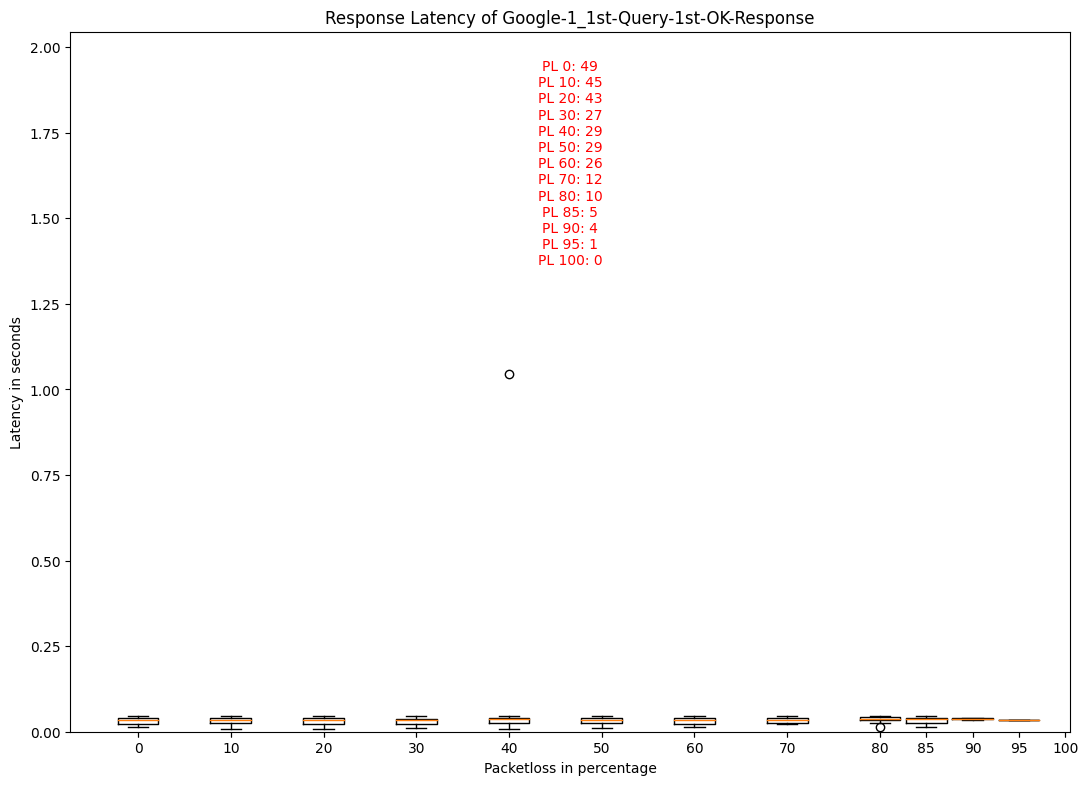 Response Latency of Google-1_1st-Query-1st-OK-Response
2.00
1.75
1.50
1.25
1.00
0.75
0.50
0.25
0.00
Latency in seconds
PL 0: 49
PL 10: 45
PL 20: 43
PL 30: 27
PL 40: 29
PL 50: 29
PL 60: 26
PL 70: 12
PL 80: 10
PL 85: 5
PL 90: 4
PL 95: 1
PL 100: 0
0 10 20 30 40 50 60 70 80 85 90 95 100
Packetloss in percentage